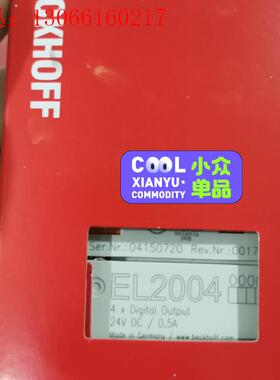 13066160217
CKHOFF
COOL 小众
XIANYU 单品
COMMODITY
Ser.Nr.: 04150720 Rev.Nr.: 0017
EL2004
4 x Digital Output
24V DC / 0,5A
Made in Germany / www.beckhoff.com